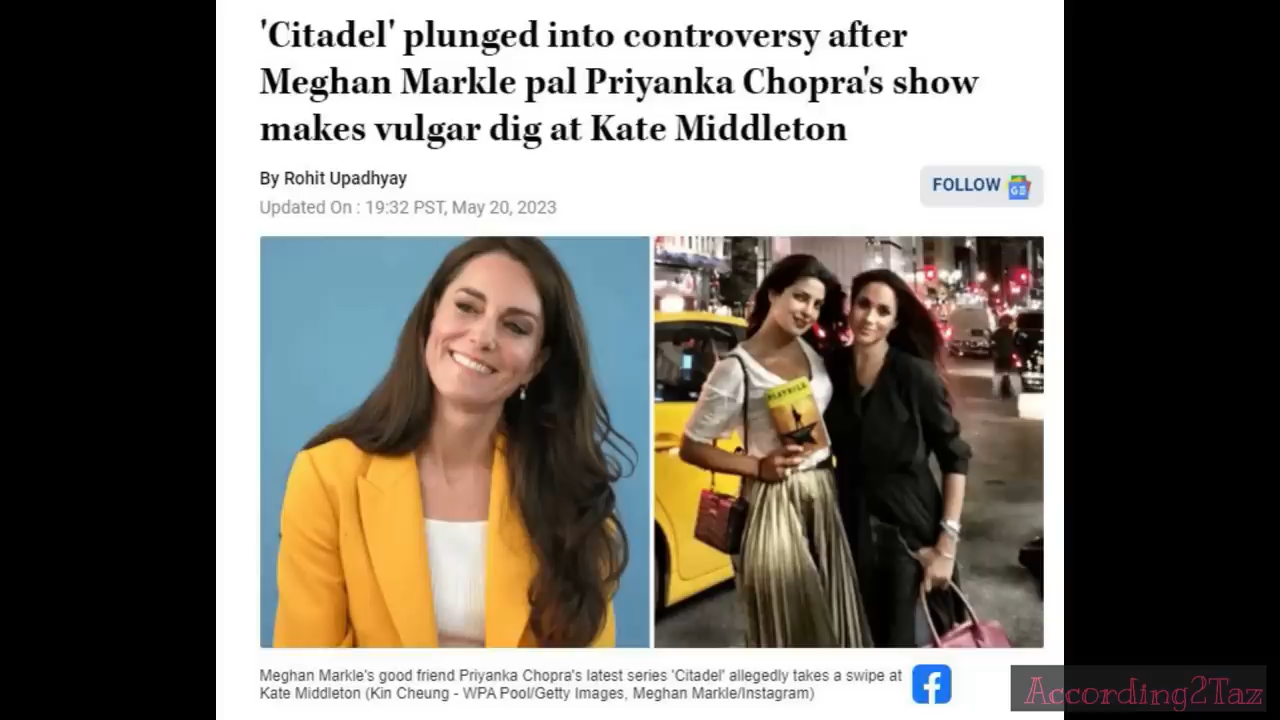 'Citadel' plunged into controversy after
Meghan Markle pal Priyanka Chopra's show
makes vulgar dig at Kate Middleton
By Rohit Upadhyay
FOLLOW GE
Updated On : 19:32 PST, May 20, 2023
PLAYBILL
Meghan Markle's good friend Priyanka Chopra's latest series 'Citadel' allegedly takes a swipe at
Kate Middleton (Kin Cheung - WPA Pool/Getty Images, Meghan Markle/Instagram)
According2Taz